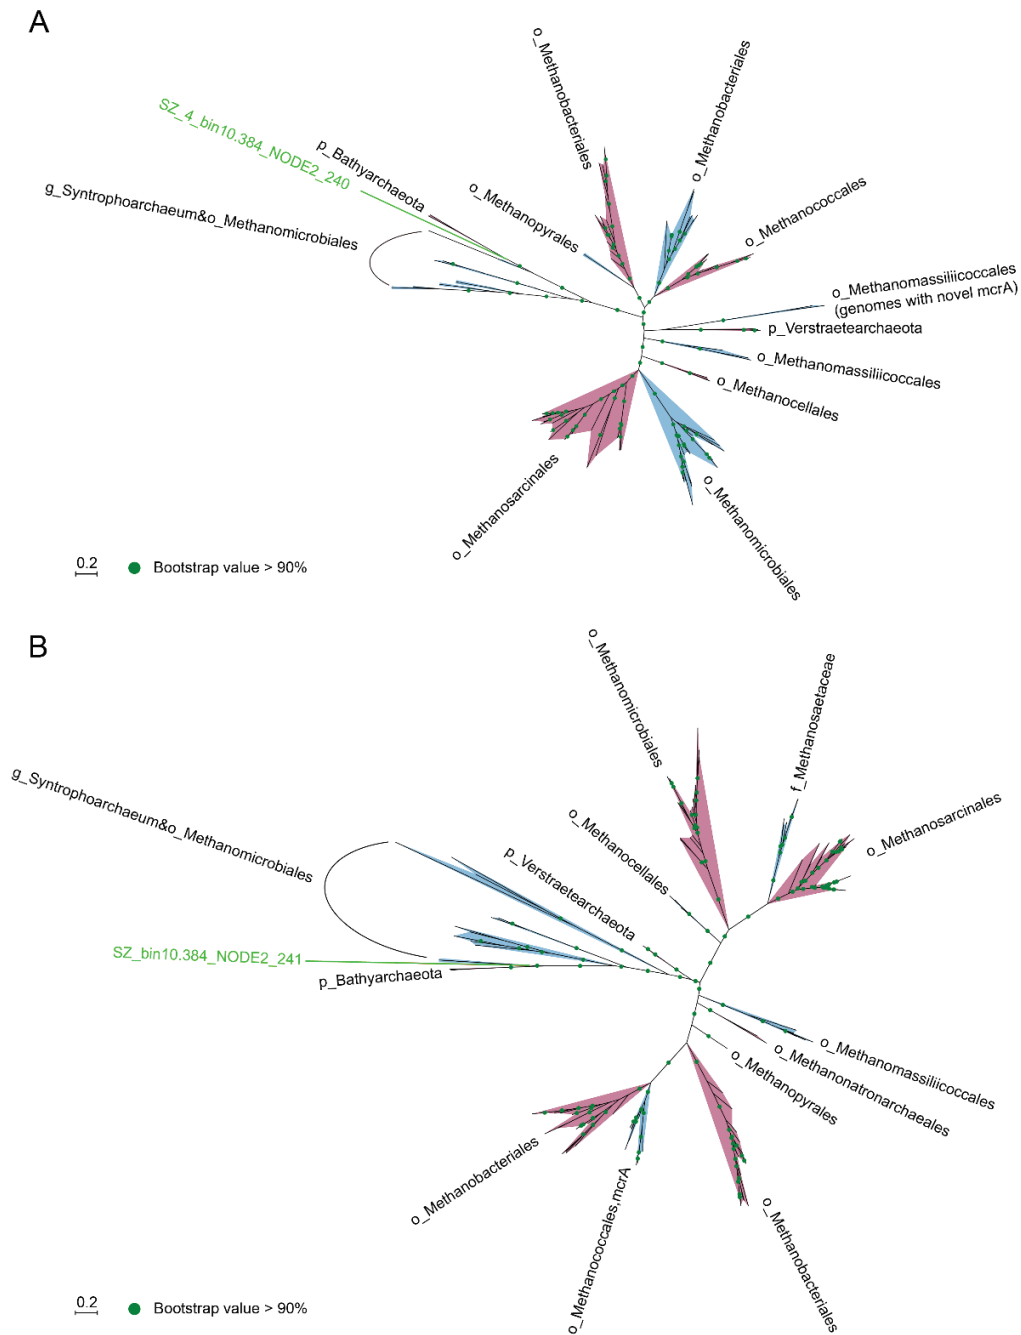 A
o_Methanobacteriales
o_Methanobacteriales
SZ_4_bin10.384_NODE2_240
p_Bathyarchaeota
g_Syntrophoarchaeum&o_Methanomicrobiales
o_Methanopyrales
o_Methanococcales
o_Methanomassiliicoccales
(genomes with novel mcrA)
p_Verstraetearchaeota
o_Methanomassiliicoccales
o_Methanocellales
o_Methanosarcinales
o_Methanomicrobiales
0.2
Bootstrap value > 90%
B
o_Methanomicrobiales
f_Methanosaetaceae
g_Syntrophoarchaeum&o_Methanomicrobiales
o_Methanocellales
o_Methanosarcinales
p_Verstraetearchaeota
SZ_bin10.384_NODE2_241
p_Bathyarchaeota
o_Methanomassiliicoccales
o_Methanonatronarchaeales
o_Methanopyrales
o_Methanobacteriales
o_Methanococcales,mcrA
o_Methanobacteriales
0.2
Bootstrap value > 90%